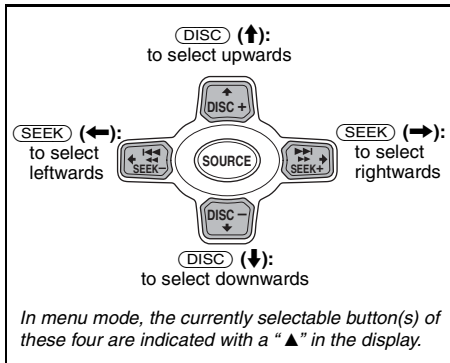 DISC (↑):
to select upwards
DISC +
SEEK (←):
to select
leftwards
SEEK−
SOURCE
SEEK+
SEEK (→):
to select
rightwards
DISC −
DISC (↓):
to select downwards
In menu mode, the currently selectable button(s) of
these four are indicated with a “ ▲” in the display.